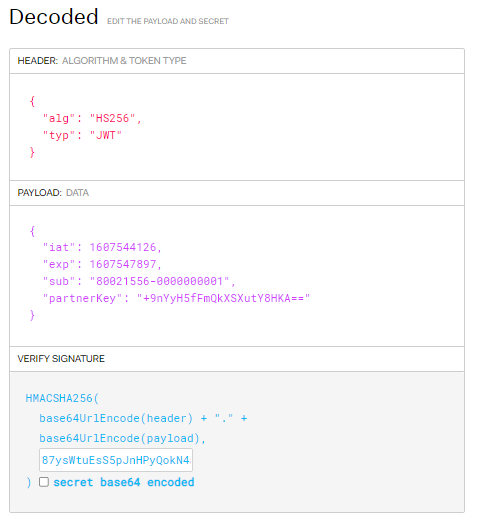 Decoded EDIT THE PAYLOAD AND SECRET
HEADER: ALGORITHM & TOKEN TYPE
{
"alg": "HS256",
"typ": "JWT"
}
PAYLOAD: DATA
{
"iat": 1607544126,
"exp": 1607547897,
"sub": "80021556-0000000001",
"partnerKey": "+9nYyH5fFmQkXSXutY8HKA=="
}
VERIFY SIGNATURE
HMACSHA256(
base64UrlEncode(header) + "." +
base64UrlEncode(payload),
87ysWtuEsS5pJnHPyQokN4
) secret base64 encoded